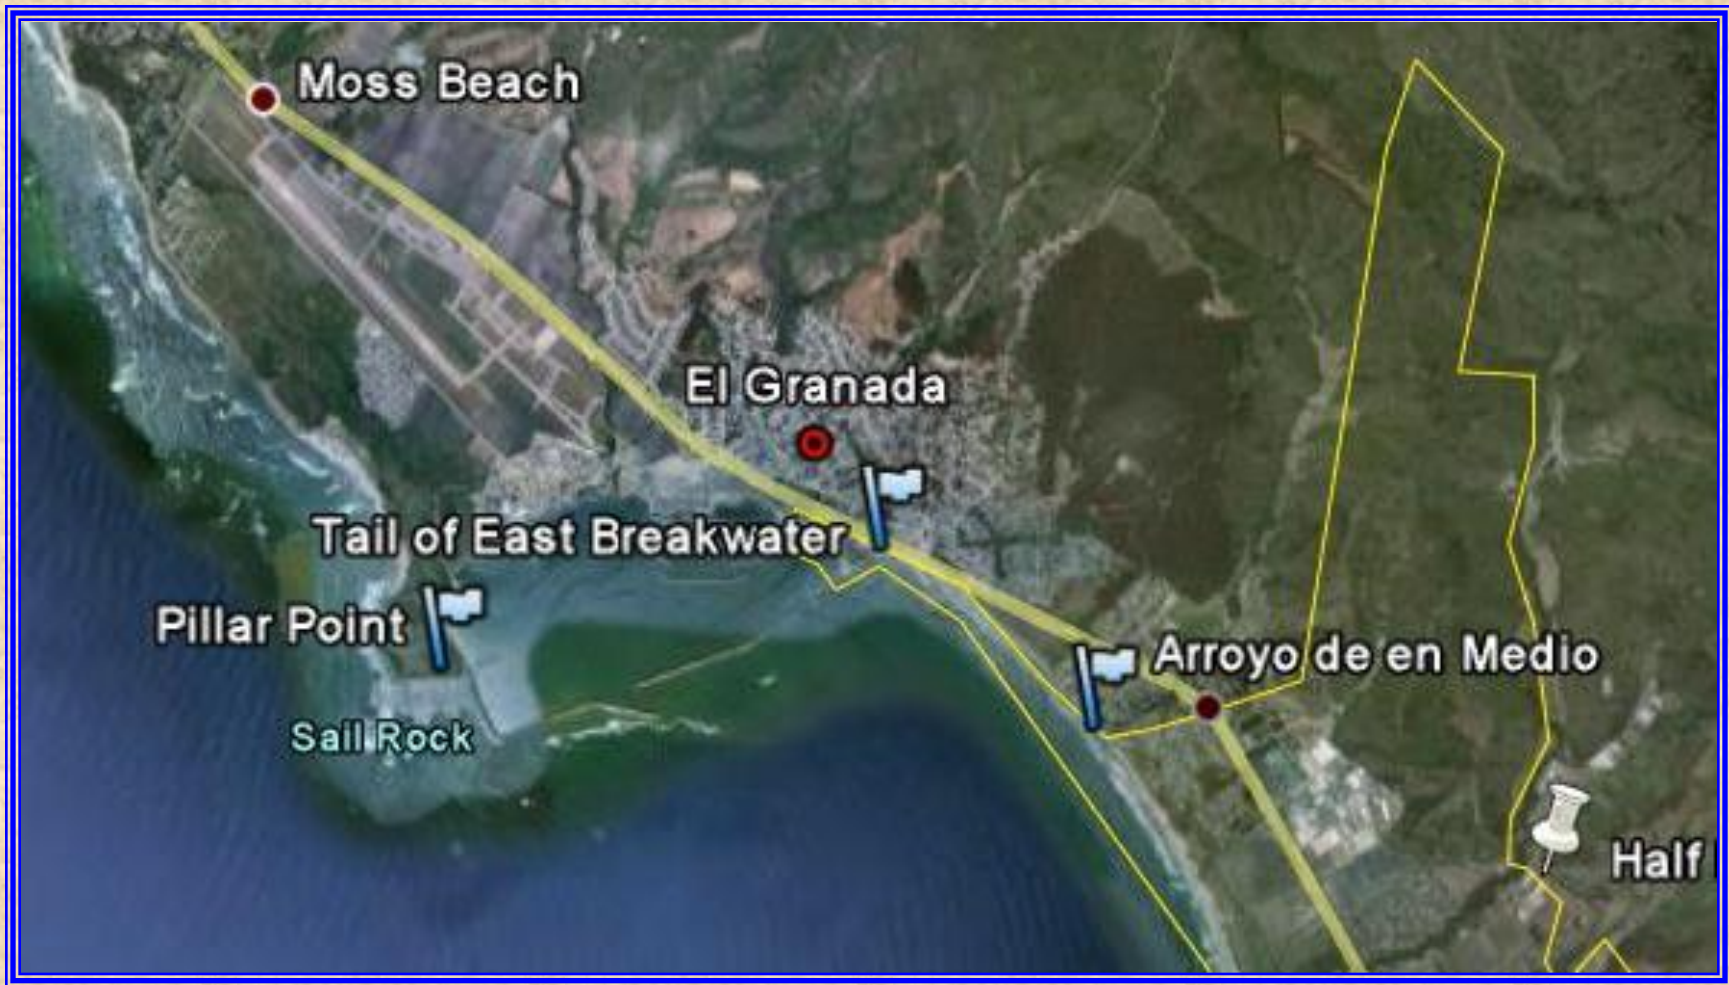 Moss Beach
El Granada
Tail of East Breakwater
Pillar Point
Arroyo de en Medio
Sail Rock
Half